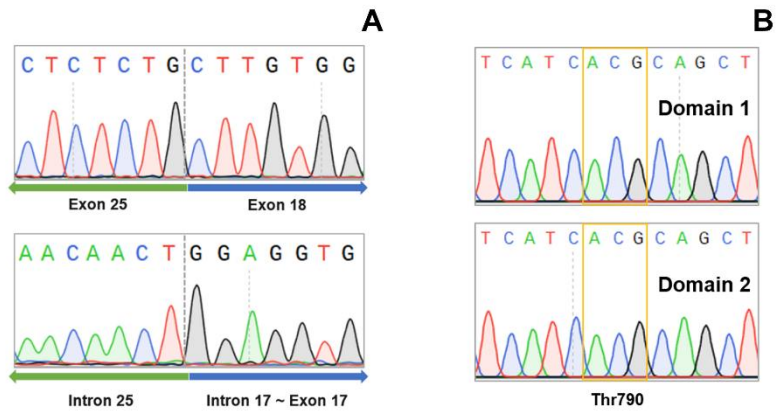 A
C T C T C T G C T T G T G G
Exon 25 Exon 18
A A C A A C T G G A G G T G
Intron 25 Intron 17 ~ Exon 17
B
T C A T C A C G C A G C T
Domain 1
T C A T C A C G C A G C T
Domain 2
Thr790